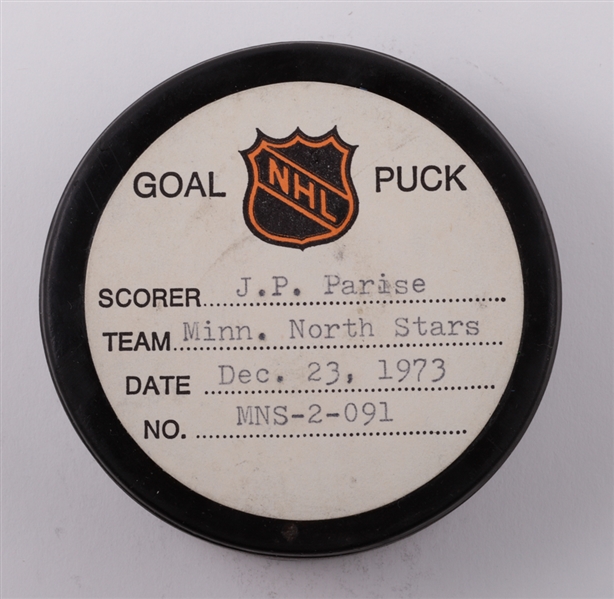 GOAL NHL PUCK
SCORER J.P. Parise
TEAM Minn. North Stars
DATE Dec. 23, 1973
NO. MNS-2-091